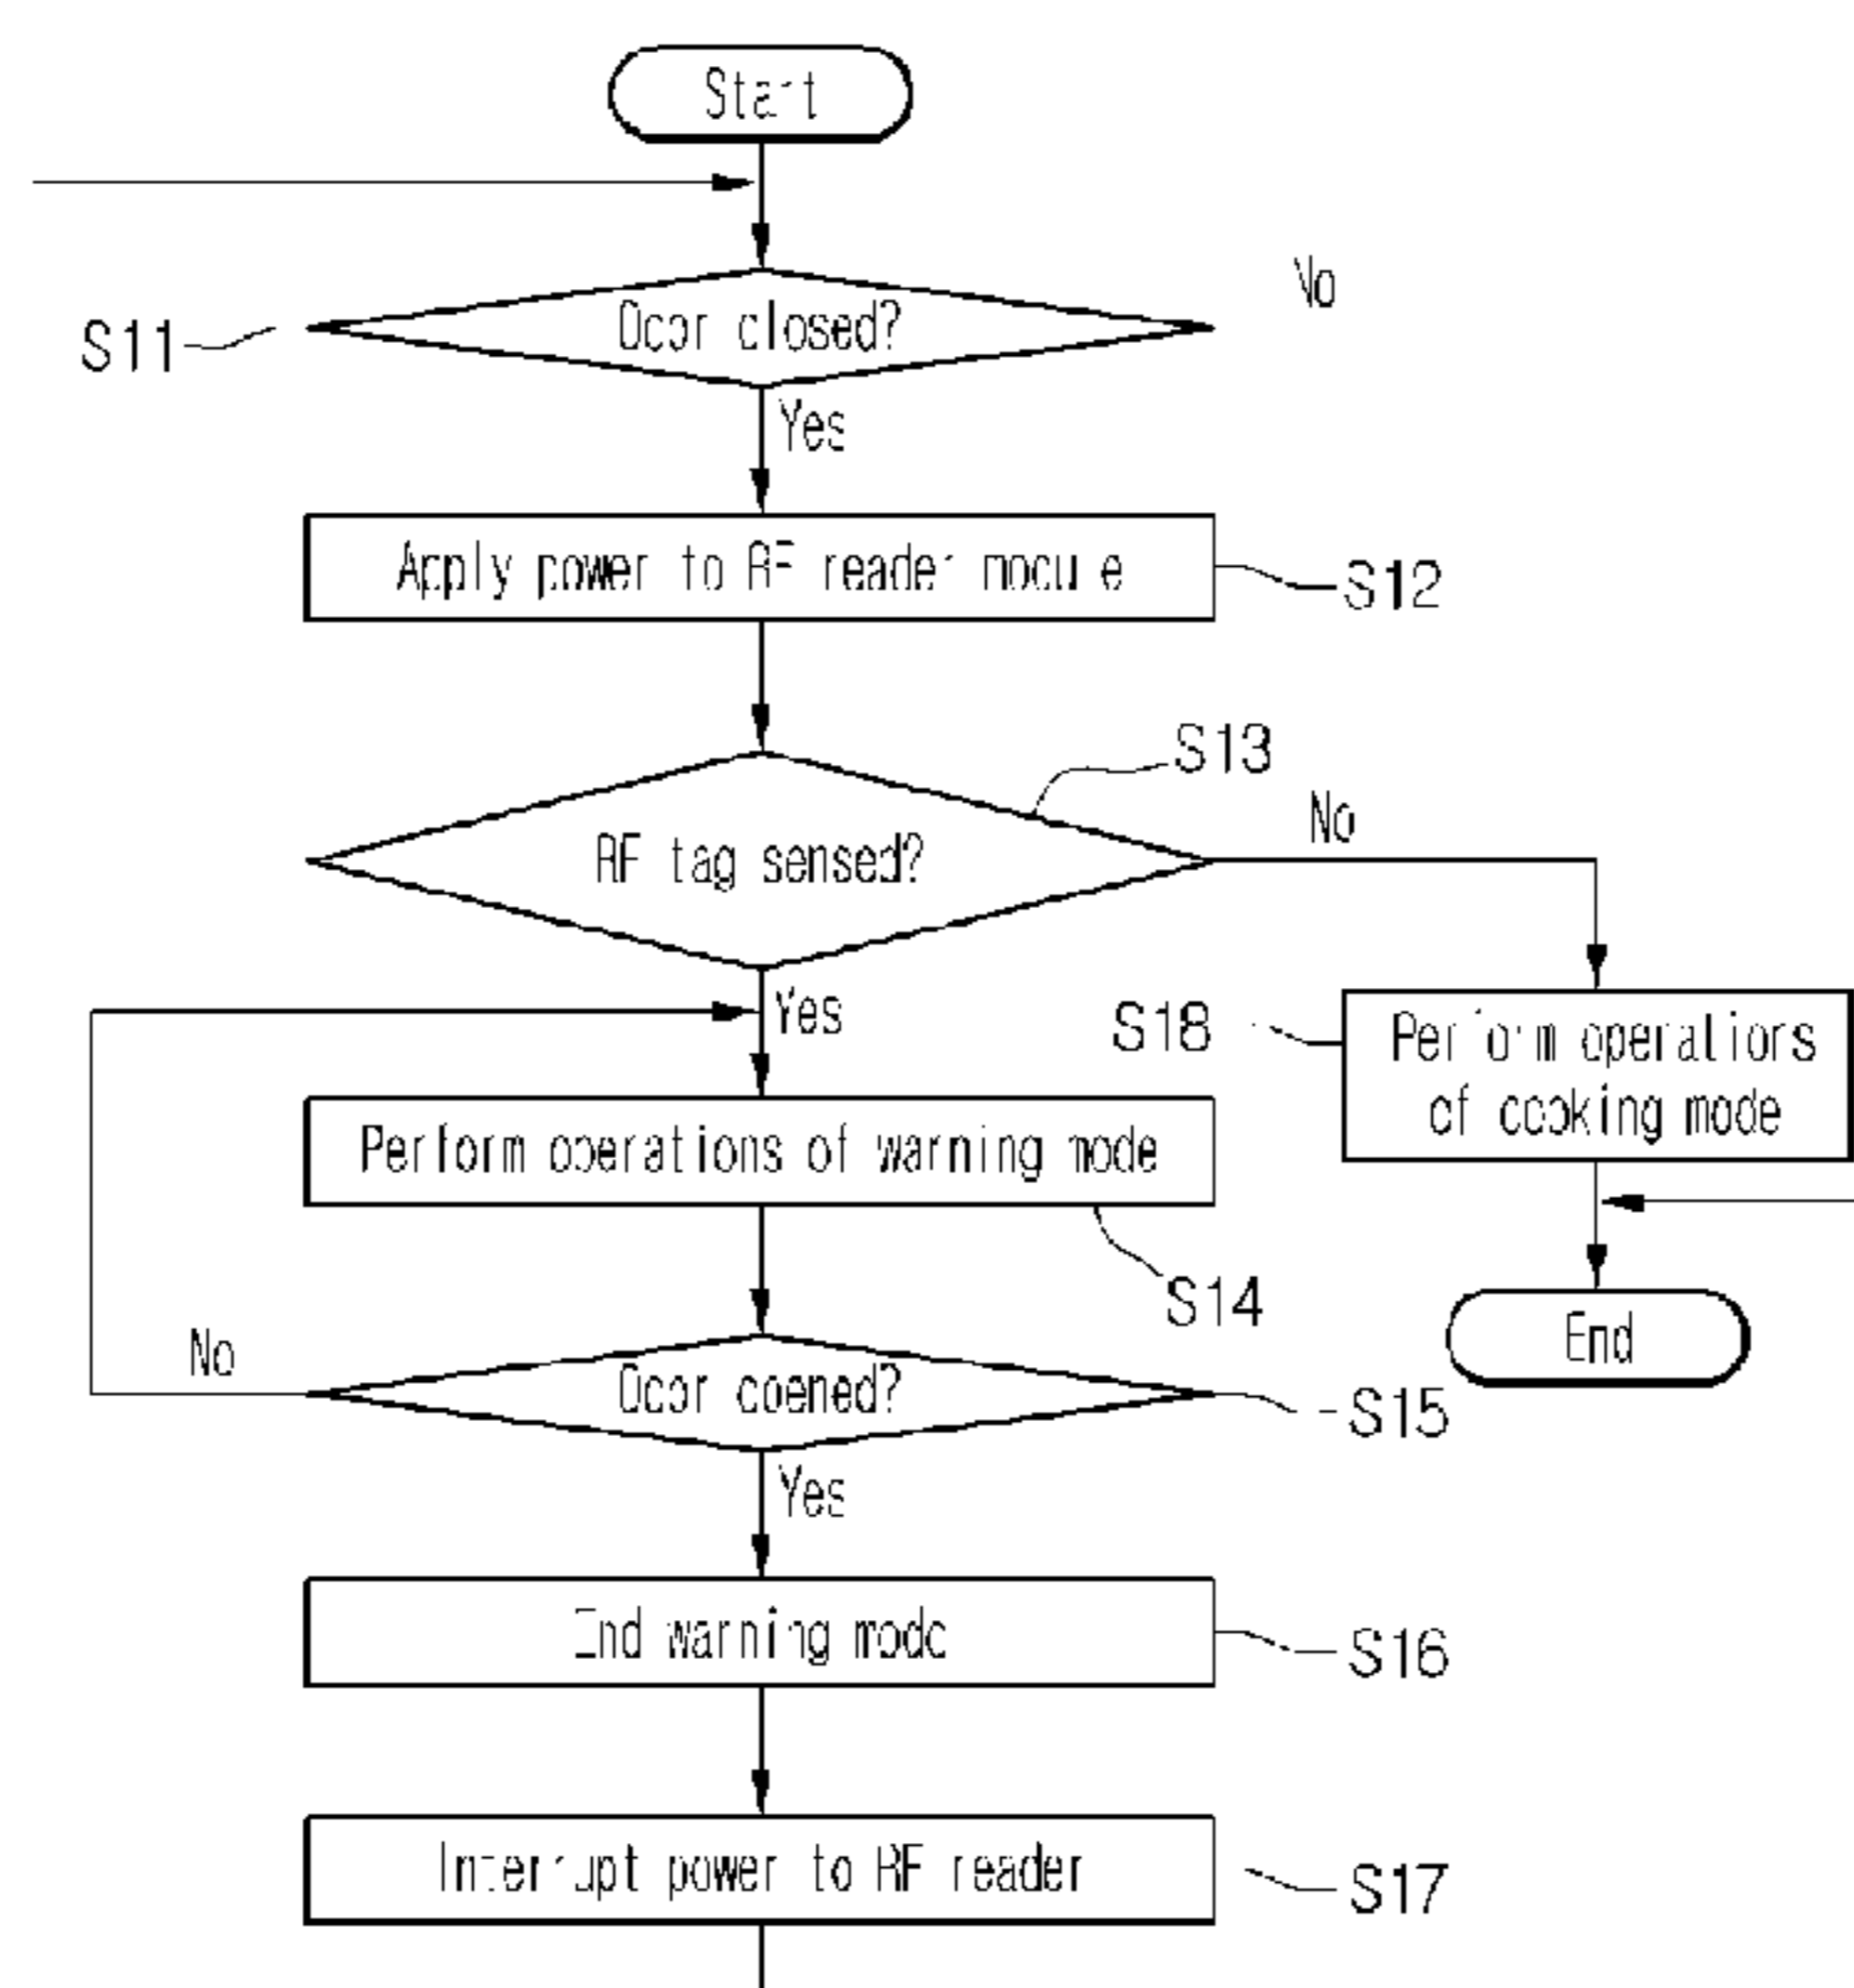 Start
No
Door closed?
S11
Yes
Apply power to RF reader module
S12
S13
No
RF tag sensed?
Yes
S18
Perform operations
of cooking mode
Perform operations of warning mode
S14
End
No
Door opened?
S15
Yes
End warning mode
S16
Interrupt power to RF reader
S17